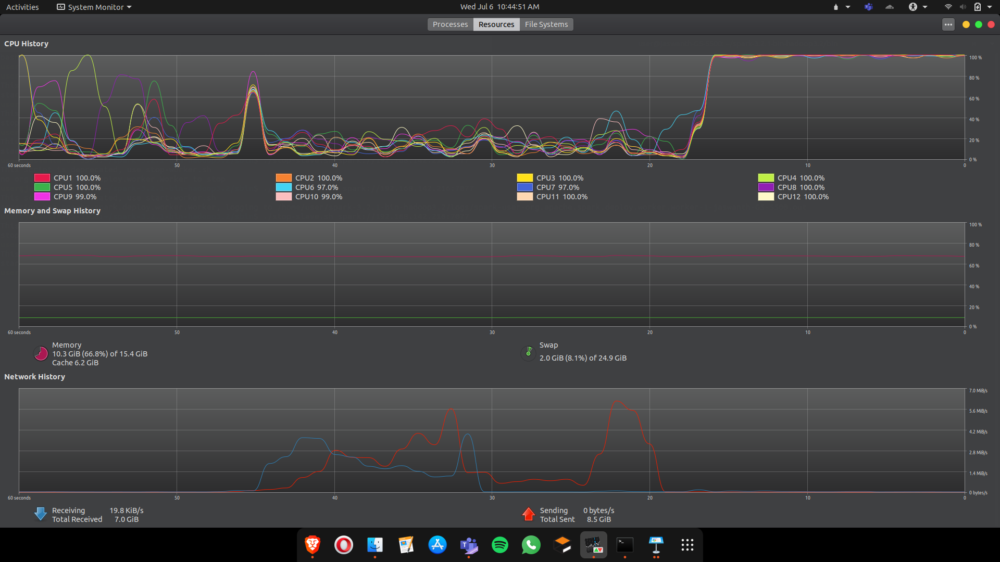 Activities System Monitor Wed Jul 6 10:44:51 AM
Processes Resources File Systems
CPU History
100 %
80 %
60 %
40 %
20 %
0 %
60 seconds 50 40 30 20 10 0
CPU1 100.0% CPU2 100.0% CPU3 100.0% CPU4 100.0%
CPU5 100.0% CPU6 97.0% CPU7 97.0% CPU8 100.0%
CPU9 99.0% CPU10 99.0% CPU11 100.0% CPU12 100.0%
Memory and Swap History
100 %
80 %
60 %
40 %
20 %
0 %
60 seconds 50 40 30 20 10 0
Memory
10.3 GiB (66.8%) of 15.4 GiB
Cache 6.2 GiB
Swap
2.0 GiB (8.1%) of 24.9 GiB
Network History
7.0 MiB/s
5.6 MiB/s
4.2 MiB/s
2.8 MiB/s
1.4 MiB/s
0 bytes/s
60 seconds 50 40 30 20 10 0
Receiving 19.8 KiB/s
Total Received 7.0 GiB
Sending 0 bytes/s
Total Sent 8.5 GiB